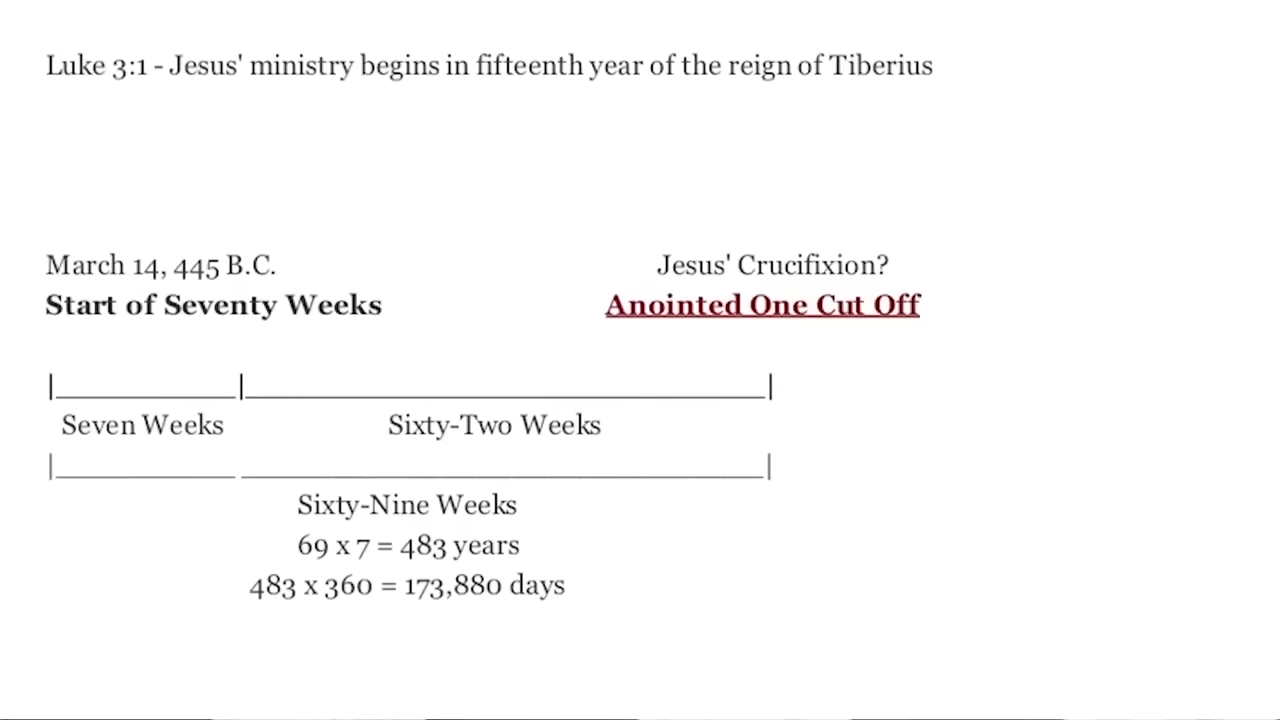 Luke 3:1 - Jesus' ministry begins in fifteenth year of the reign of Tiberius
March 14, 445 B.C.
Jesus' Crucifixion?
Start of Seventy Weeks
Anointed One Cut Off
Seven Weeks
Sixty-Two Weeks
Sixty-Nine Weeks
69 x 7 = 483 years
483 x 360 = 173,880 days